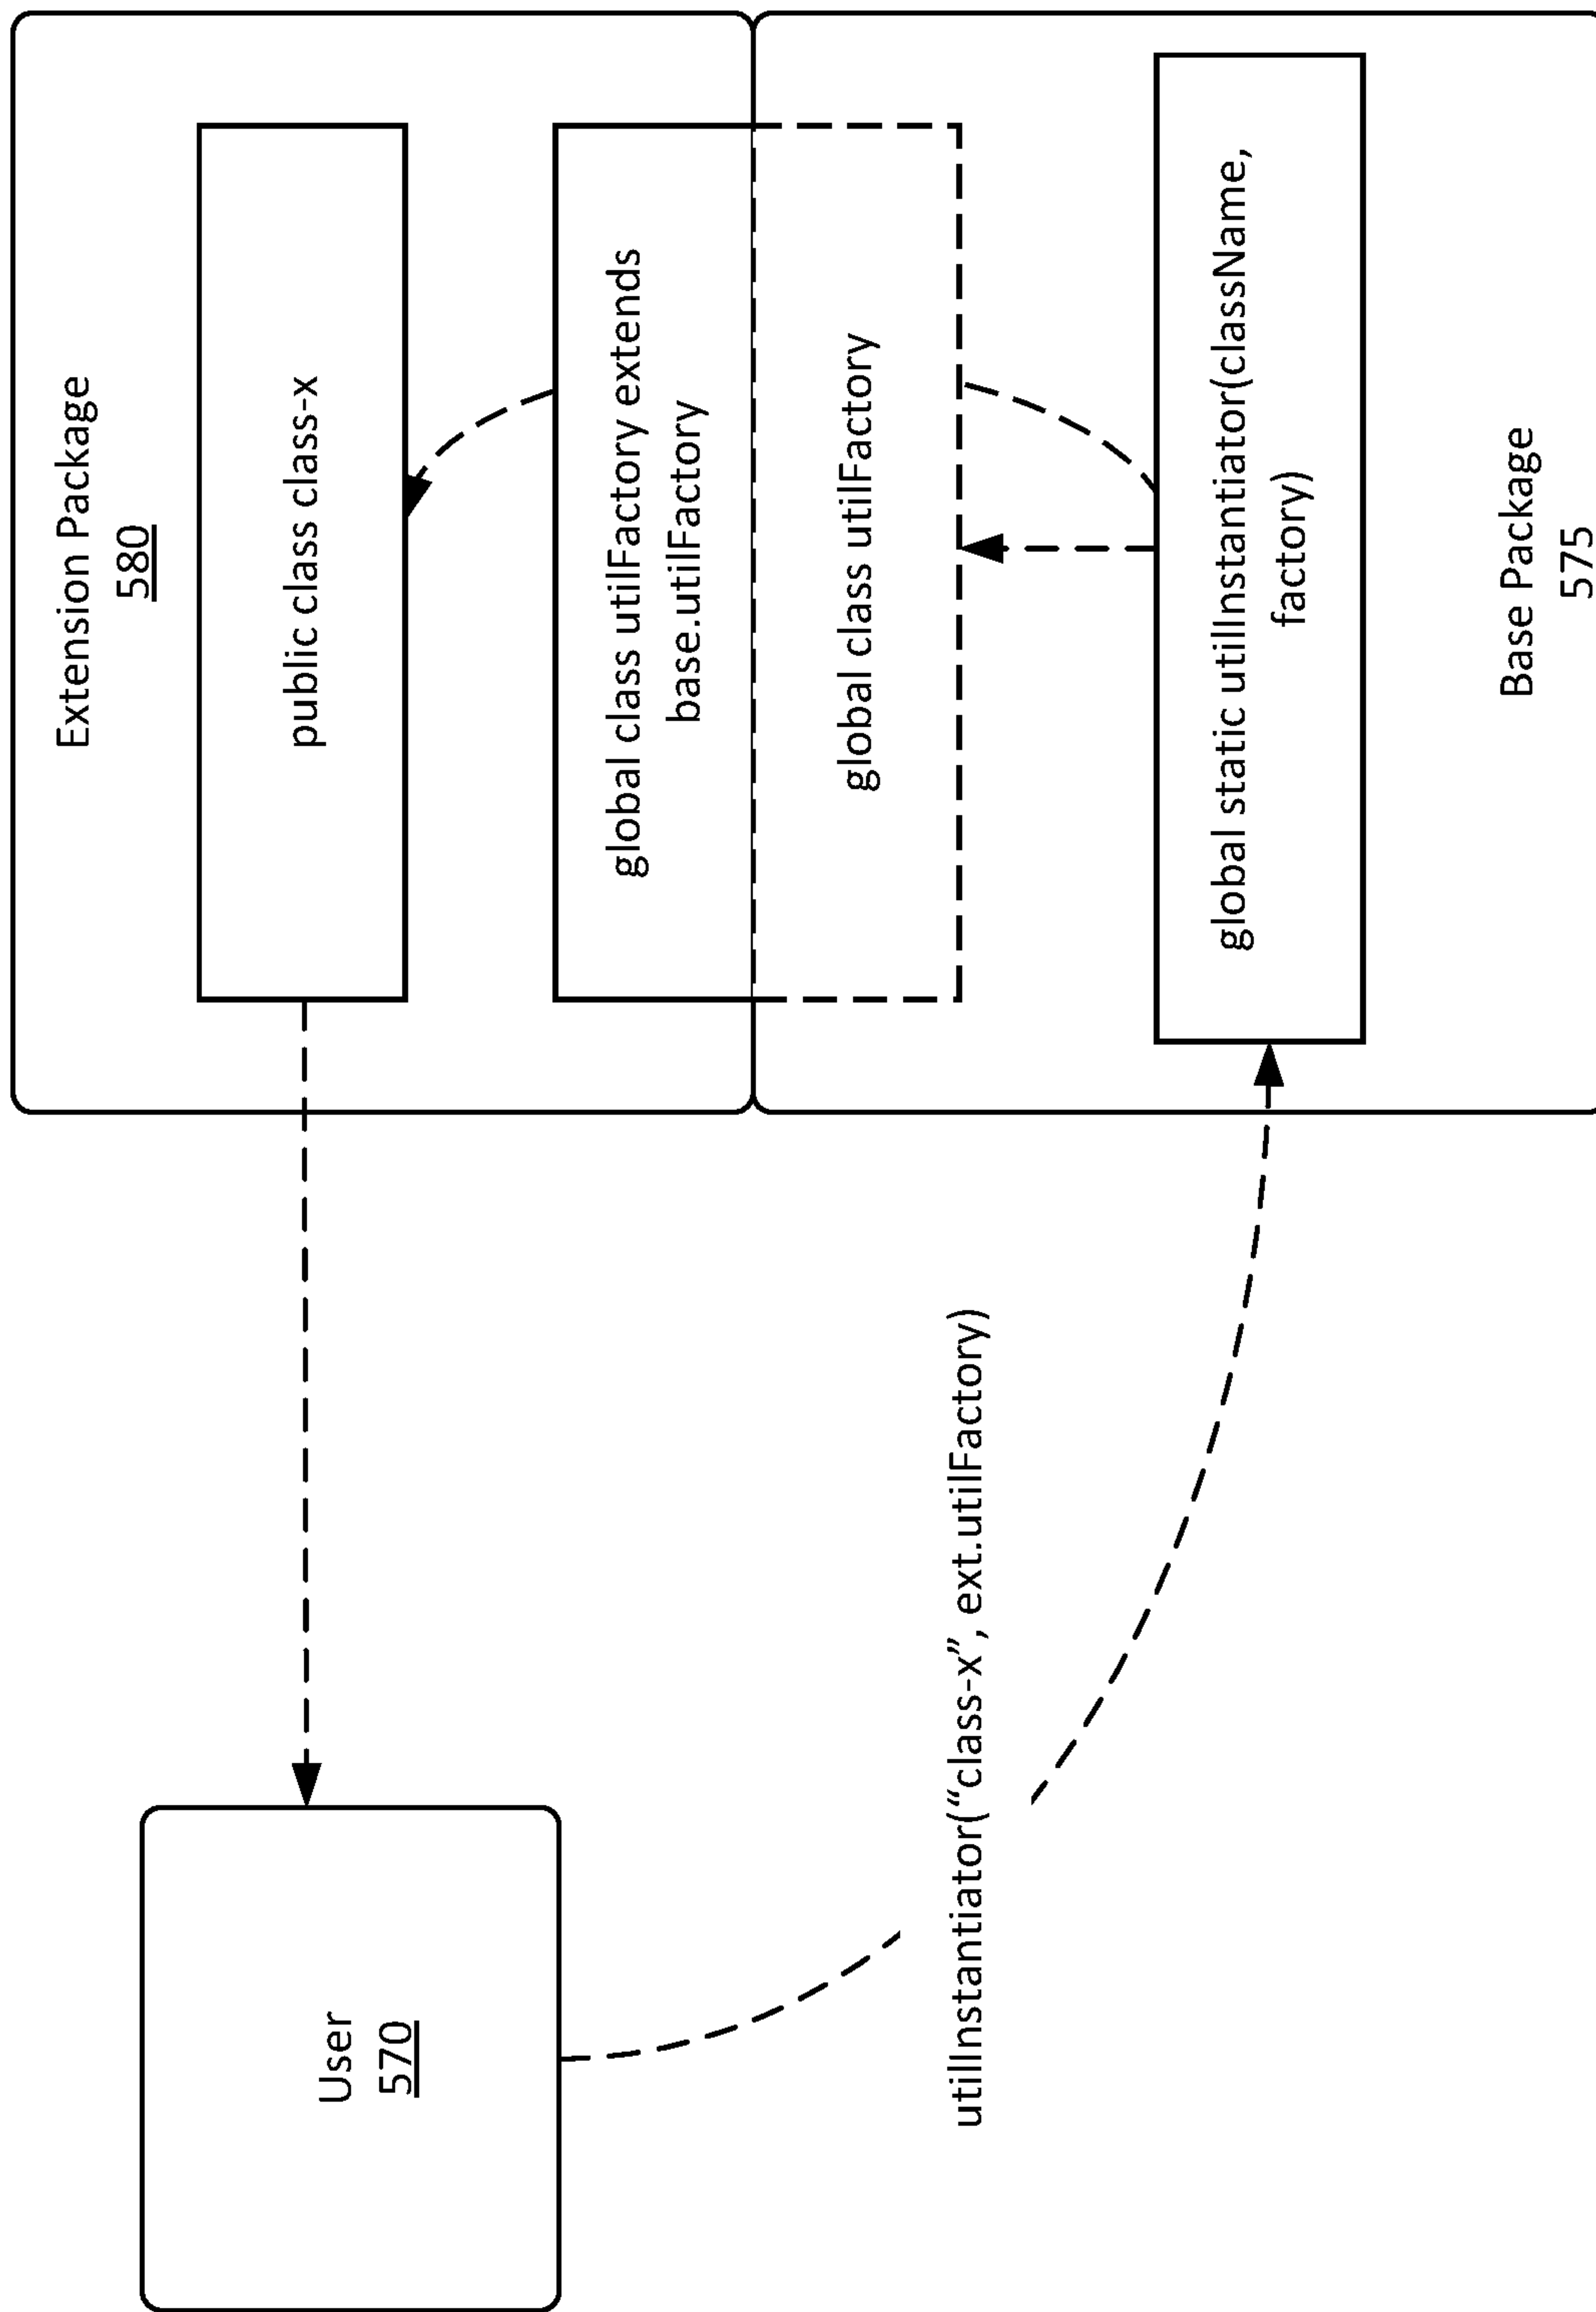 Extension Package
580
public class class-x
global class utilFactory extends
base.utilFactory
global class utilFactory
global static utilInstantiator(className,
factory)
Base Package
575
User
570
utilInstantiator(“class-x”, ext.utilFactory)